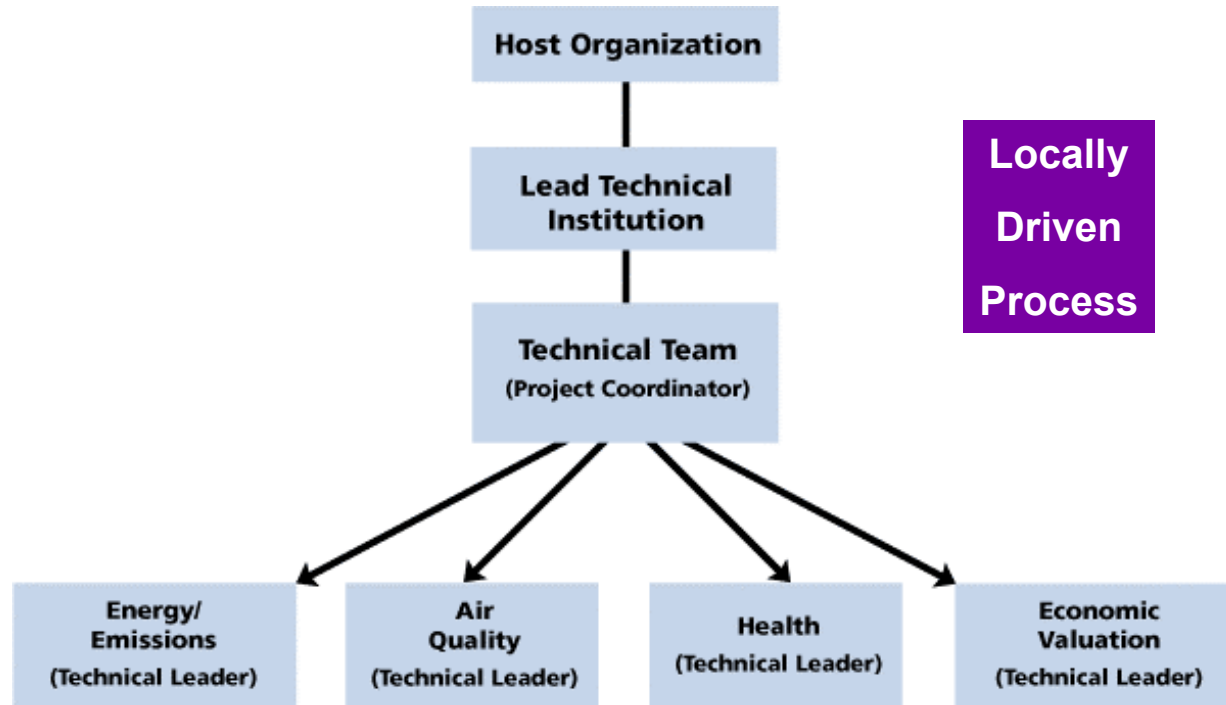 Host Organization
Lead Technical
Institution
Locally
Driven
Process
Technical Team
(Project Coordinator)
Energy/
Emissions
(Technical Leader)
Air
Quality
(Technical Leader)
Health
(Technical Leader)
Economic
Valuation
(Technical Leader)